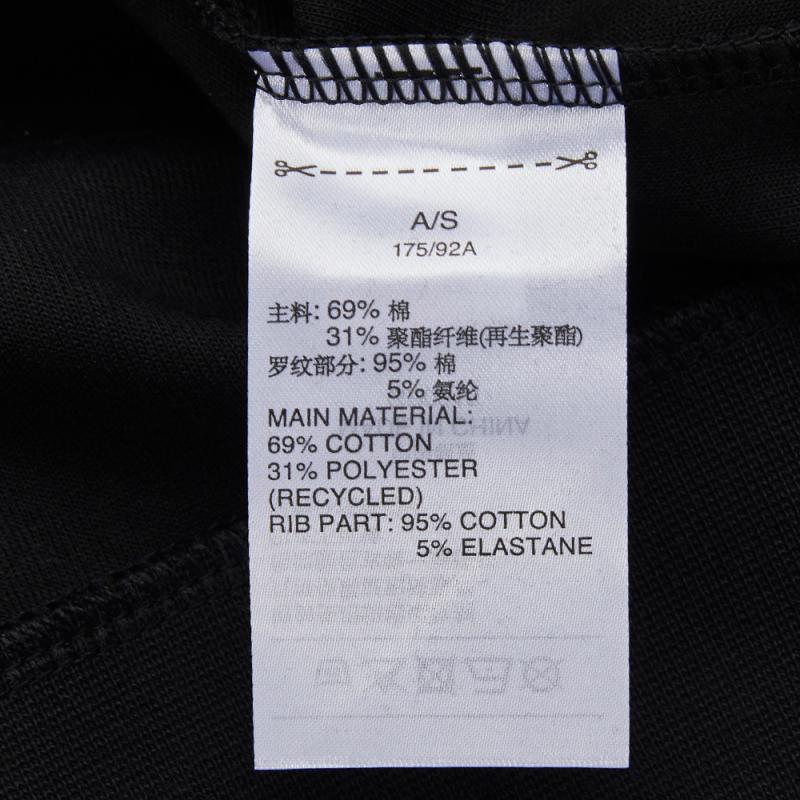 A/S
175/92A
主料: 69% 棉
31% 聚酯纤维(再生聚酯)
罗纹部分: 95% 棉
5% 氨纶
MAIN MATERIAL:
69% COTTON
31% POLYESTER
(RECYCLED)
RIB PART: 95% COTTON
5% ELASTANE